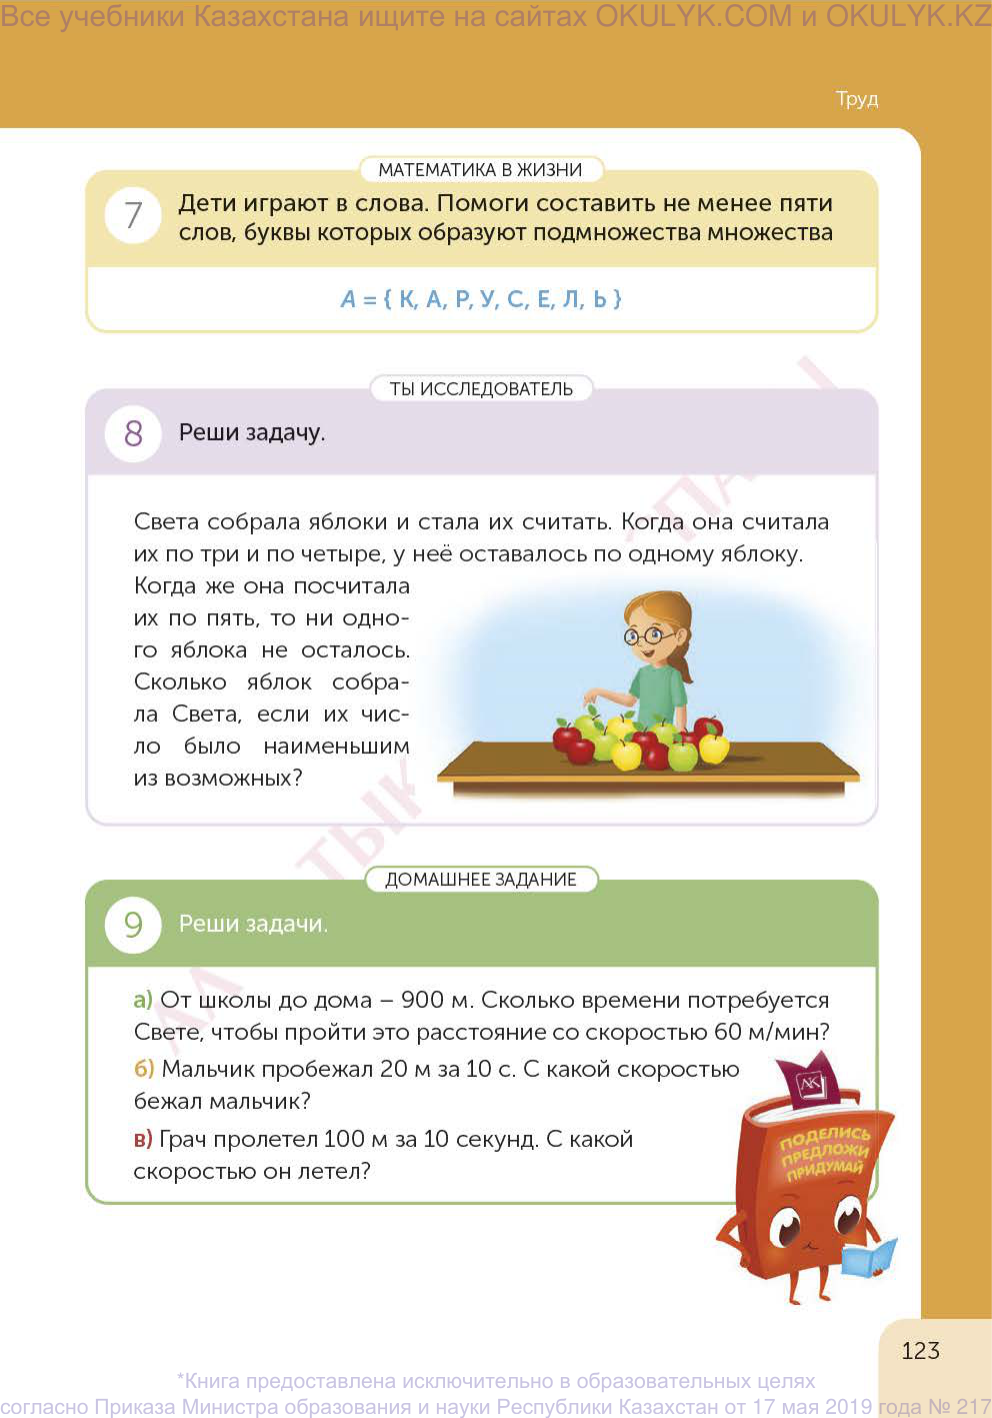 Все учебники Казахстана ищите на сайтах OKULYK.COM и OKULYK.KZ
Труд
МАТЕМАТИКА В ЖИЗНИ
7
Дети играют в слова. Помоги составить не менее пяти
слов, буквы которых образуют подмножества множества
А = { К, А, Р, У, С, Е, Л, Ь }
ТЫ ИССЛЕДОВАТЕЛЬ
8
Реши задачу.
Света собрала яблоки и стала их считать. Когда она считала
их по три и по четыре, у неё оставалось по одному яблоку.
Когда же она посчитала
их по пять, то ни одно-
го яблока не осталось.
Сколько яблок собра-
ла Света, если их чис-
ло было наименьшим
из возможных?
ДОМАШНЕЕ ЗАДАНИЕ
9
Реши задачи.
а) От школы до дома – 900 м. Сколько времени потребуется
Свете, чтобы пройти это расстояние со скоростью 60 м/мин?
б) Мальчик пробежал 20 м за 10 с. С какой скоростью
бежал мальчик?
в) Грач пролетел 100 м за 10 секунд. С какой
скоростью он летел?
АК
ПОДЕЛИСЬ
ПРЕДЛОЖИ
ПРИДУМАЙ
123
*Книга предоставлена исключительно в образовательных целях
согласно Приказа Министра образования и науки Республики Казахстан от 17 мая 2019 года № 217